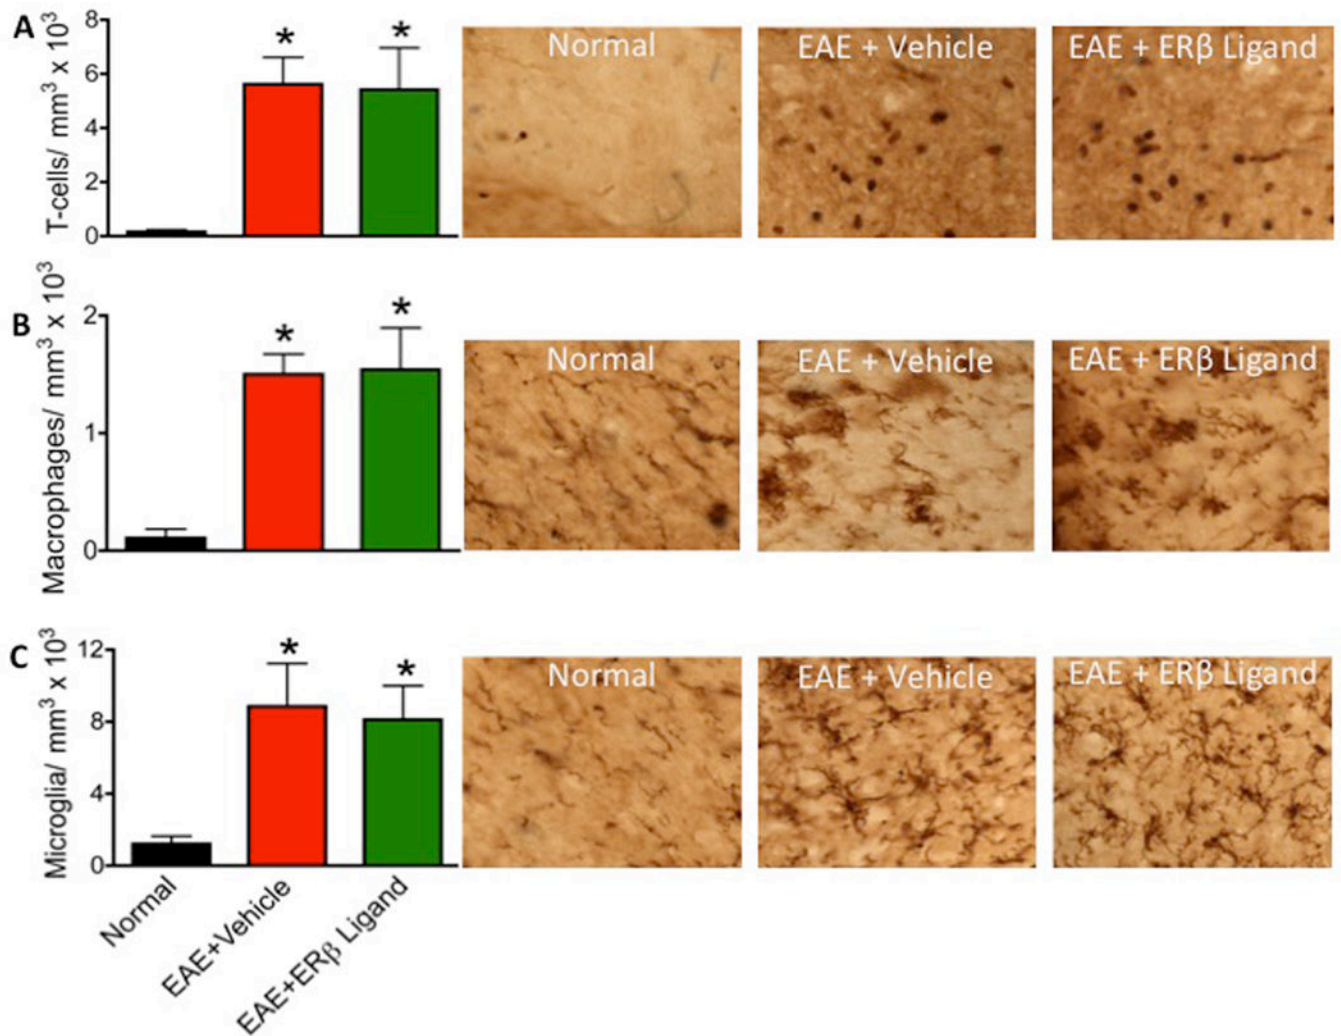 A
T-cells/ mm³ x 10³
8
6
4
2
0
*
*
Normal
EAE + Vehicle
EAE + ERβ Ligand
B
Macrophages/ mm³ x 10³
2
1
0
*
*
Normal
EAE + Vehicle
EAE + ERβ Ligand
C
Microglia/ mm³ x 10³
12
8
4
0
*
*
Normal
EAE + Vehicle
EAE + ERβ Ligand
Normal
EAE+Vehicle
EAE+ERβ Ligand